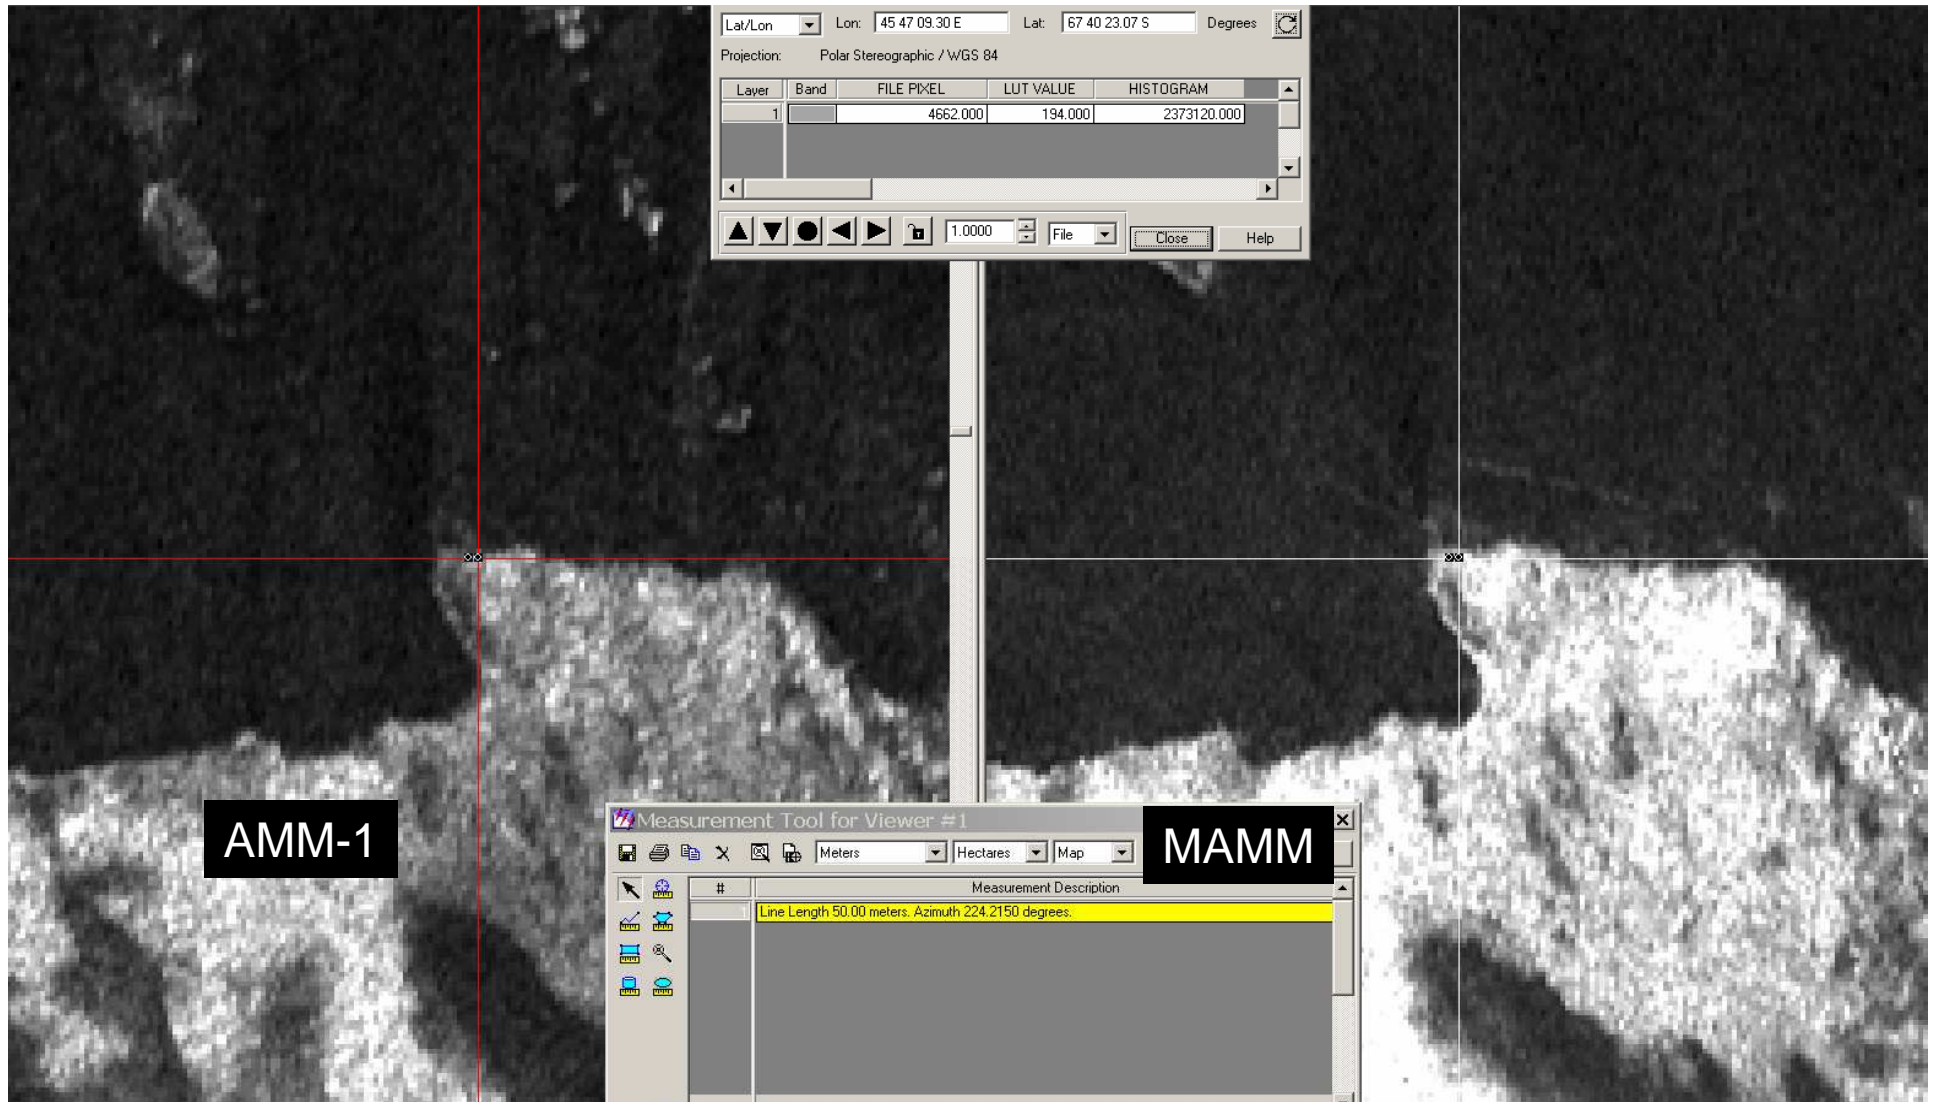 Lat/Lon Lon: 45 47 09.30 E Lat: 67 40 23.07 S Degrees
Projection: Polar Stereographic / WGS 84
Layer Band FILE PIXEL LUT VALUE HISTOGRAM
1 4662.000 194.000 2373120.000
1.0000 File Close Help
AMM-1
Measurement Tool for Viewer #1
MAMM
Meters Hectares Map
# Measurement Description
1 Line Length 50.00 meters. Azimuth 224.2150 degrees.